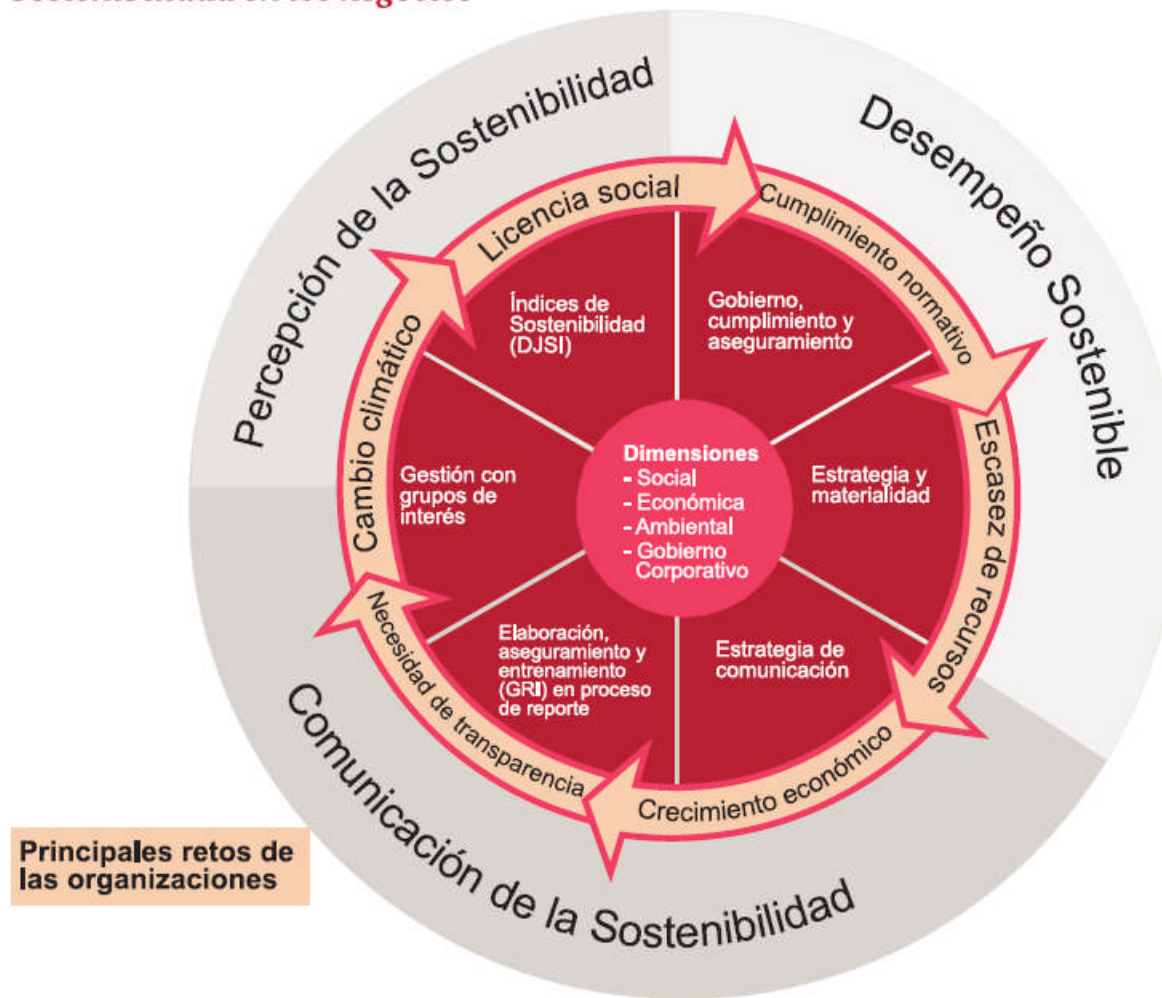 Percepción de la Sostenibilidad
Desempeño Sostenible
Comunicación de la Sostenibilidad
Licencia social
Cumplimiento normativo
Escasez de recursos
Crecimiento económico
Necesidad de transparencia
Cambio climático
Índices de
Sostenibilidad
(DJSI)
Gobierno,
cumplimiento y
aseguramiento
Gestión con
grupos de
interés
Dimensiones
- Social
- Económica
- Ambiental
- Gobierno
Corporativo
Estrategia y
materialidad
Elaboración,
aseguramiento y
entrenamiento
(GRI) en proceso
de reporte
Estrategia de
comunicación
Principales retos de
las organizaciones